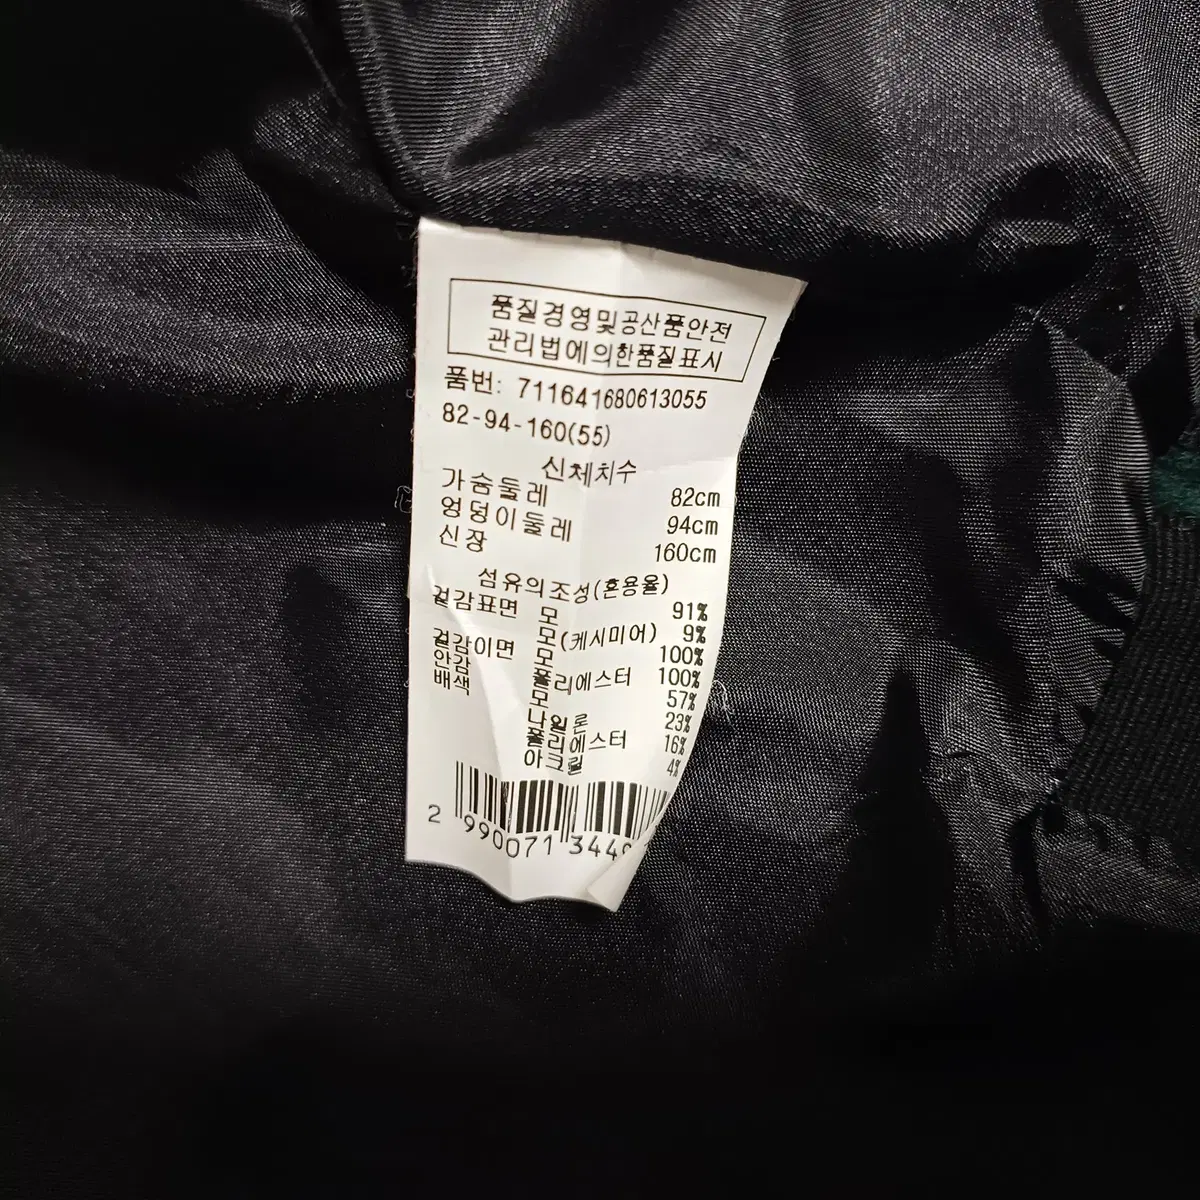 품질경영및공산품안전
관리법에의한품질표시
품번: 711641680613055
82-94-160(55)
신체치수
가슴둘레 82cm
엉덩이둘레 94cm
신장 160cm
섬유의조성(혼용율)
겉감표면 모 91%
모(케시미어) 9%
겉감이면 모 100%
안감 폴리에스터 100%
배색 모 57%
나일론 23%
폴리에스터 16%
아크릴 4%
2 990071 344